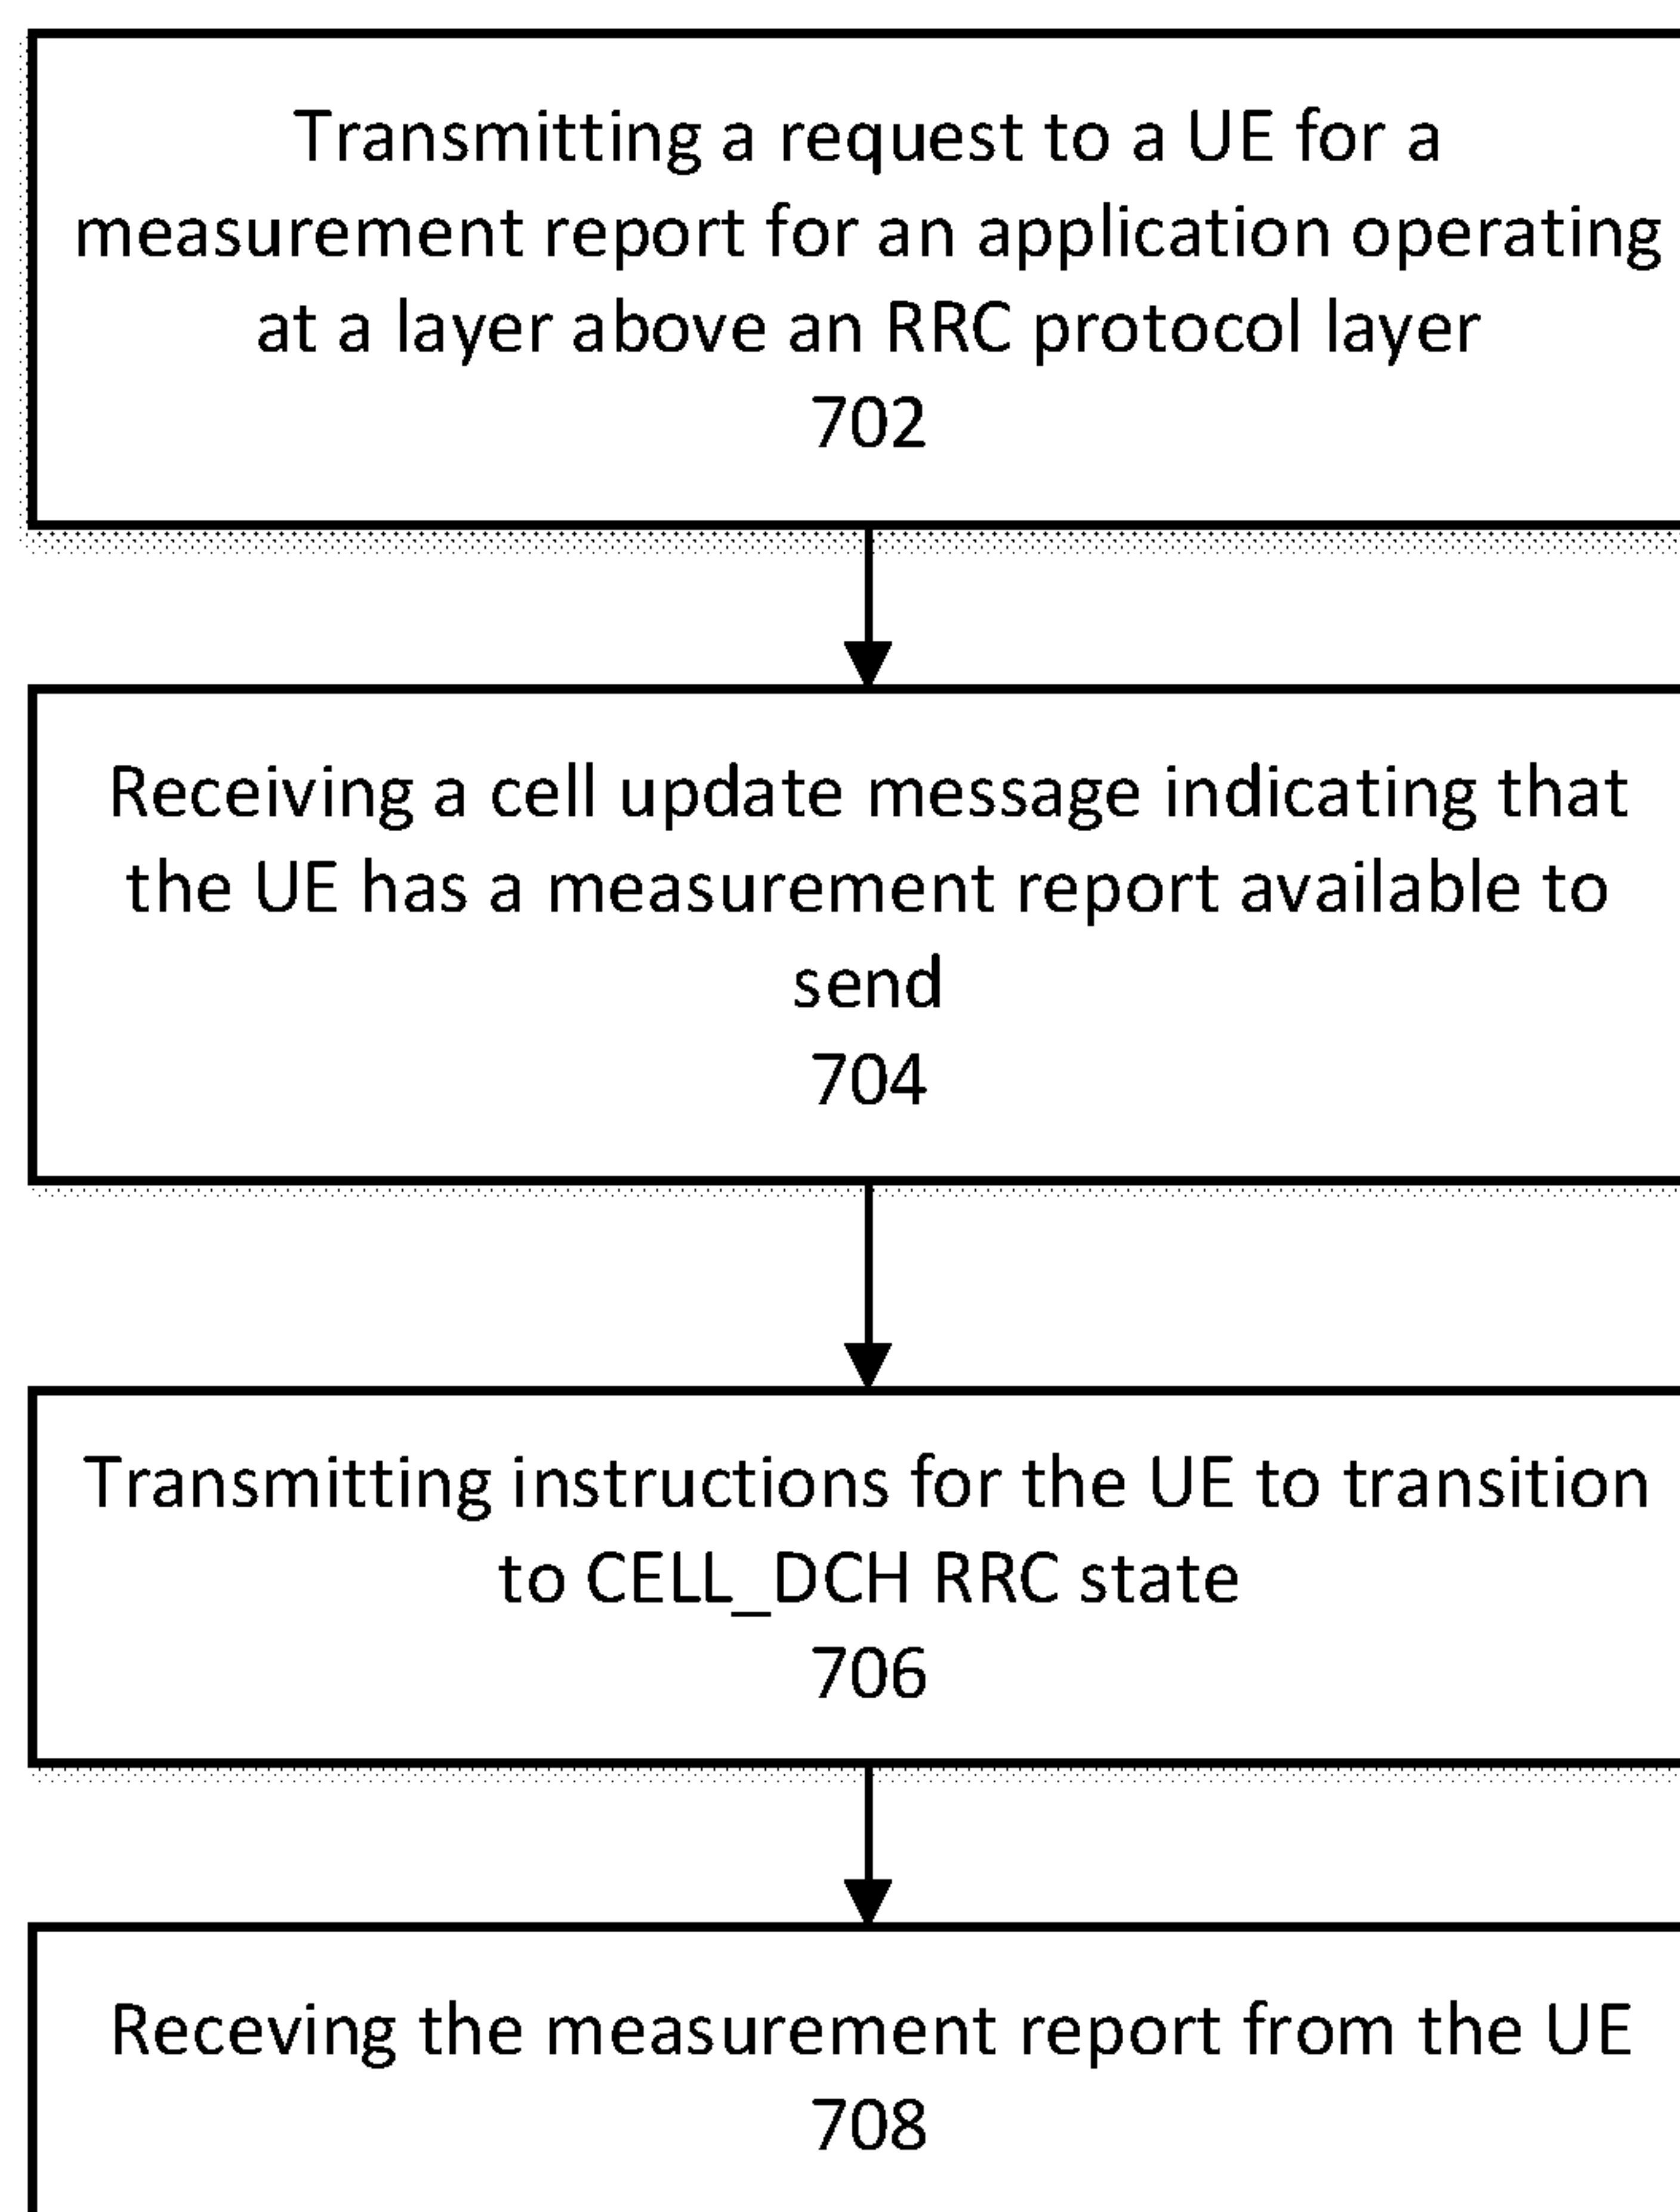 Transmitting a request to a UE for a
measurement report for an application operating
at a layer above an RRC protocol layer
702
Receiving a cell update message indicating that
the UE has a measurement report available to
send
704
Transmitting instructions for the UE to transition
to CELL_DCH RRC state
706
Receving the measurement report from the UE
708